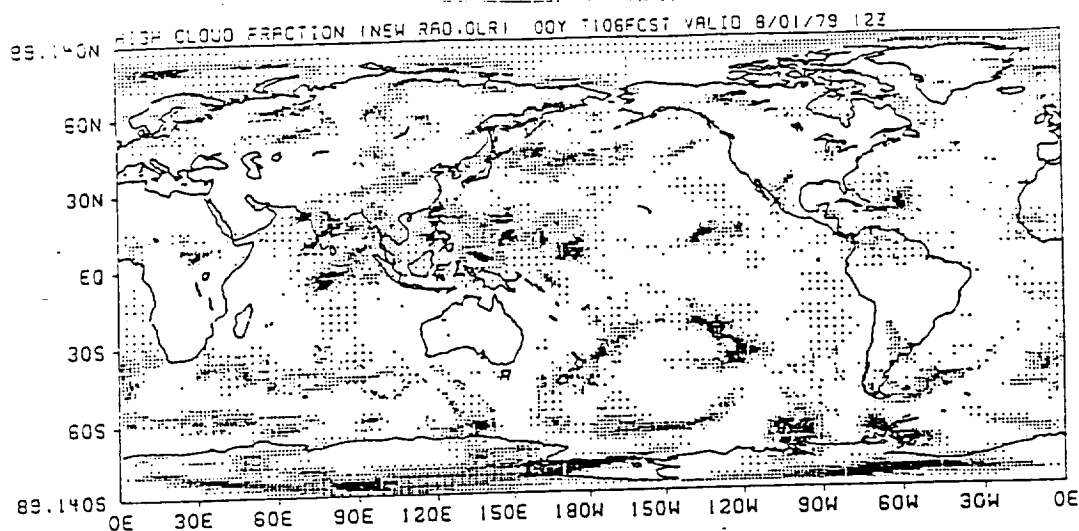 HIGH CLOUD FRACTION (NEW RAD.OLR) 00Y T106FCST VALID 8/01/79 12Z
89.140N
60N
30N
EQ
30S
60S
89.140S
0E 30E 60E 90E 120E 150E 180W 150W 120W 90W 60W 30W 0E